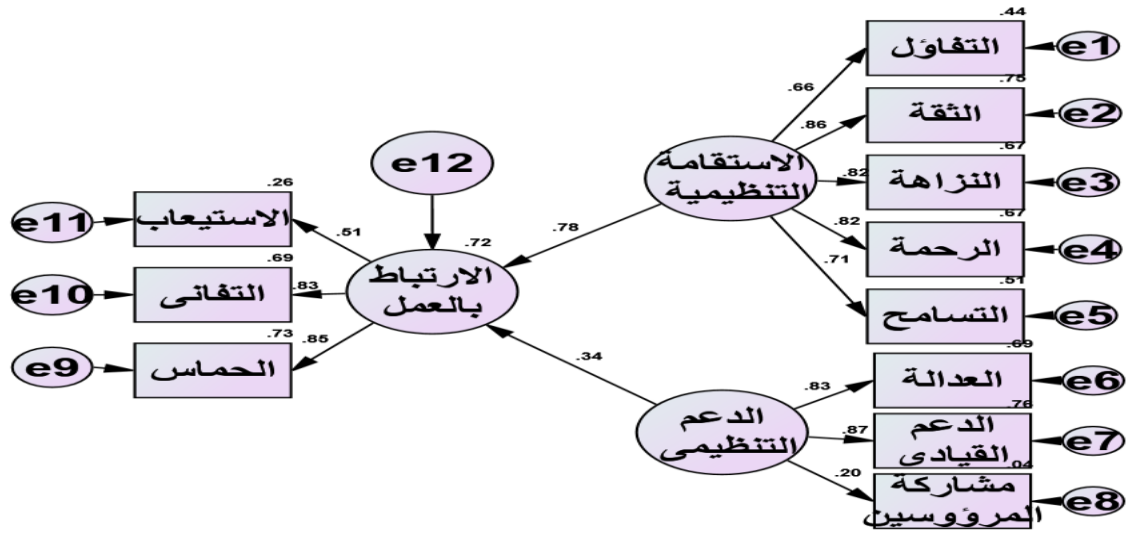 .44
التفاؤل
e1
.66
.75
الثقة
e2
.86
.67
النزاهة
e3
.82
الاستقامة
التنظيمية
.67
الرحمة
e4
.82
.51
التسامح
e5
.71
e12
.26
الاستيعاب
e11
.51
.78
.72
الارتباط
بالعمل
.69
التفانى
e10
.83
.73
الحماس
e9
.85
.34
.69
العدالة
e6
.83
الدعم
التنظيمى
.76
الدعم
القيادى
e7
.87
.04
مشاركة
المرؤوسين
e8
.20